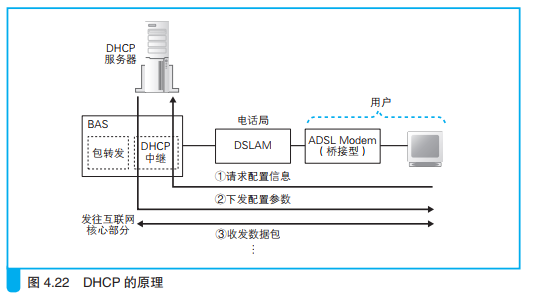 DHCP
服务器
用户
电话局
BAS
包转发
DHCP
中继
DSLAM
ADSL Modem
（桥接型）
①请求配置信息
②下发配置参数
发往互联网
核心部分
③收发数据包
⋮
图 4.22 DHCP 的原理